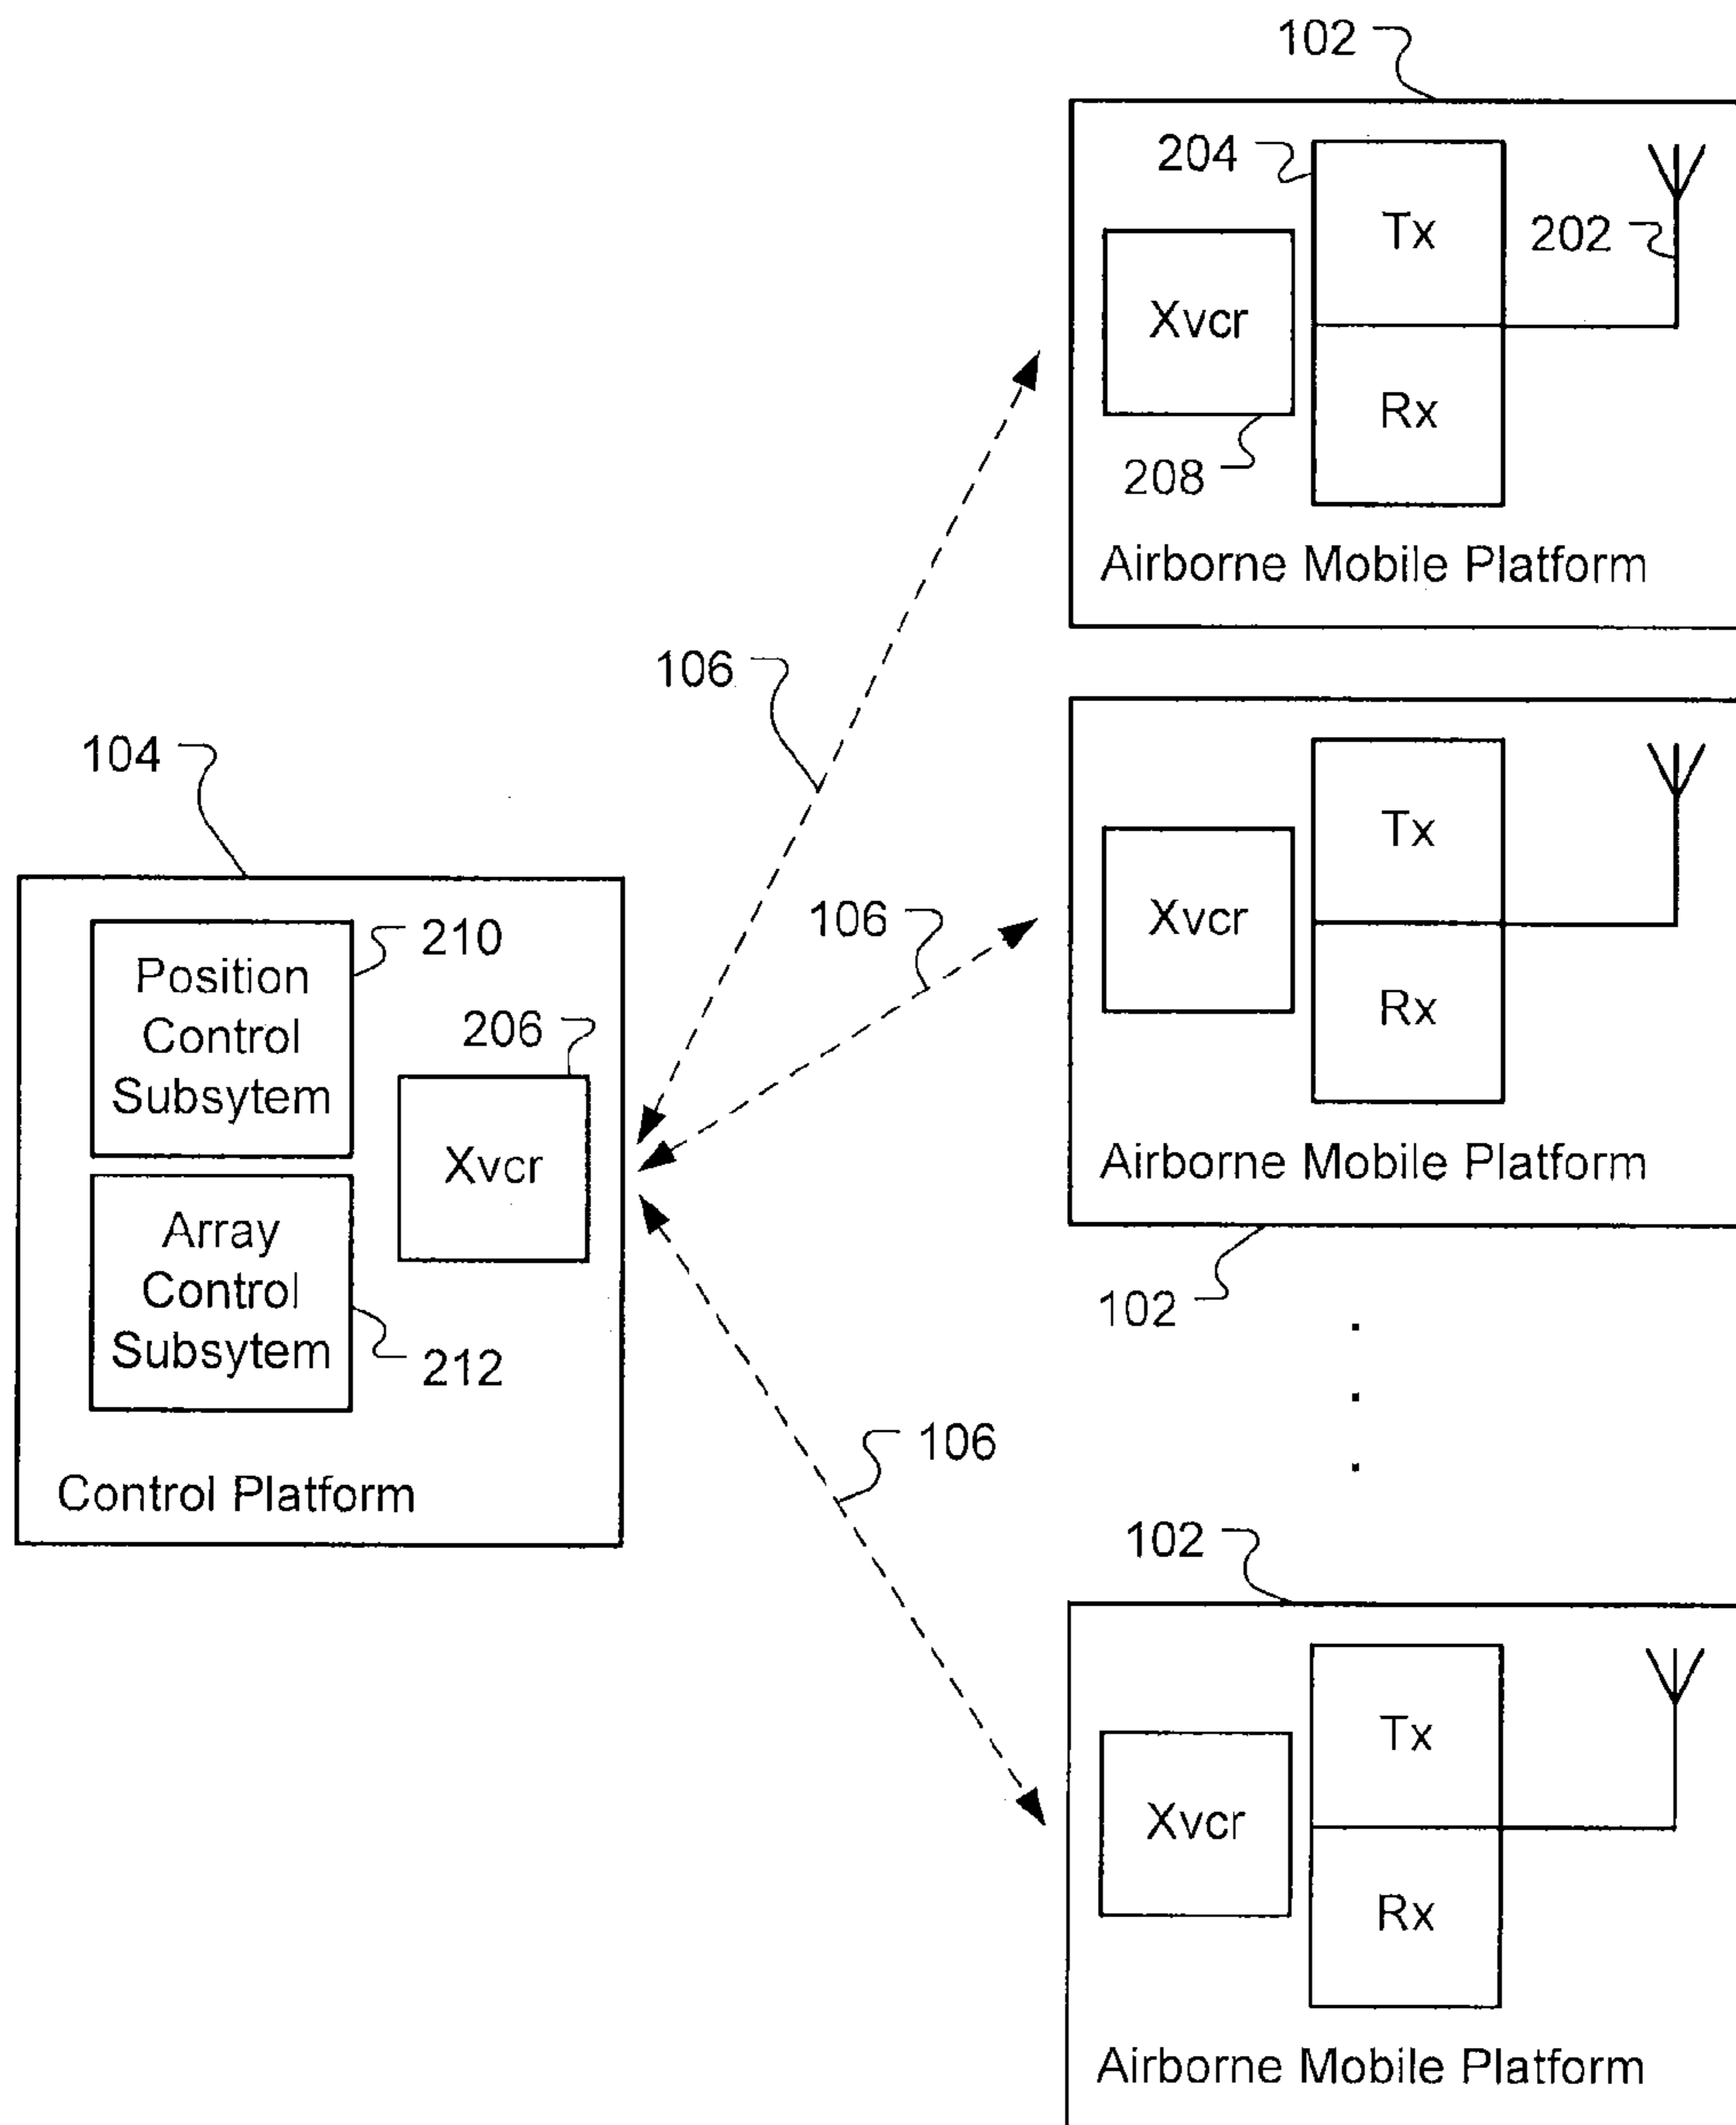 102
204
Tx
202
Xvcr
Rx
208
Airborne Mobile Platform
106
104
Tx
106
Xvcr
210
Position
Control
Subsytem
Rx
206
Xvcr
Airborne Mobile Platform
Array
Control
Subsytem
212
102
106
Control Platform
102
Tx
Xvcr
Rx
Airborne Mobile Platform